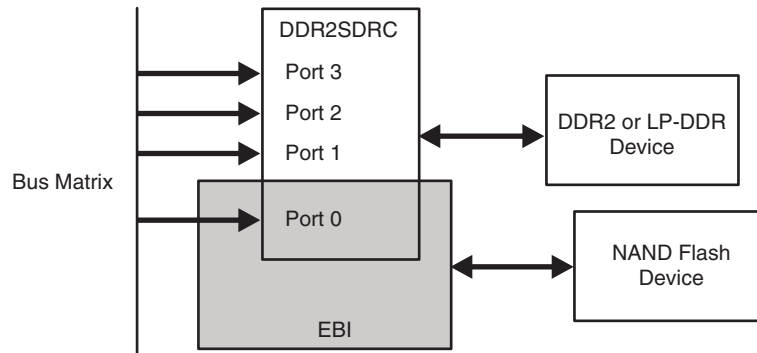 DDR2SDRC
Port 3
Port 2
Port 1
Port 0
Bus Matrix
EBI
DDR2 or LP-DDR
Device
NAND Flash
Device